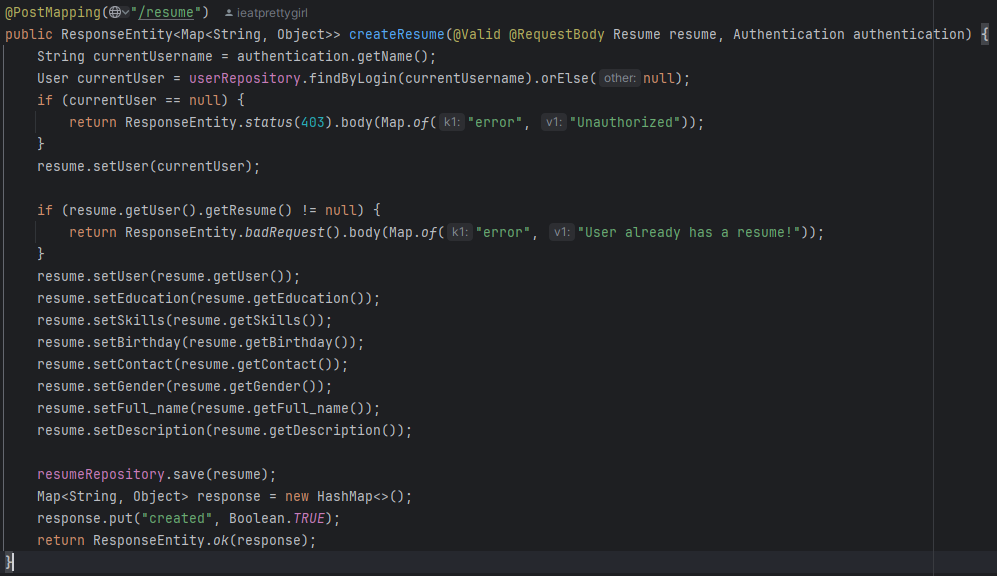 @PostMapping("/resume") ieatprettygirl
public ResponseEntity<Map<String, Object>> createResume(@Valid @RequestBody Resume resume, Authentication authentication) {
    String currentUsername = authentication.getName();
    User currentUser = userRepository.findByLogin(currentUsername).orElse( other: null);
    if (currentUser == null) {
        return ResponseEntity.status(403).body(Map.of( k1: "error", v1: "Unauthorized"));
    }
    resume.setUser(currentUser);

    if (resume.getUser().getResume() != null) {
        return ResponseEntity.badRequest().body(Map.of( k1: "error", v1: "User already has a resume!"));
    }
    resume.setUser(resume.getUser());
    resume.setEducation(resume.getEducation());
    resume.setSkills(resume.getSkills());
    resume.setBirthday(resume.getBirthday());
    resume.setContact(resume.getContact());
    resume.setGender(resume.getGender());
    resume.setFull_name(resume.getFull_name());
    resume.setDescription(resume.getDescription());

    resumeRepository.save(resume);
    Map<String, Object> response = new HashMap<>();
    response.put("created", Boolean.TRUE);
    return ResponseEntity.ok(response);
}